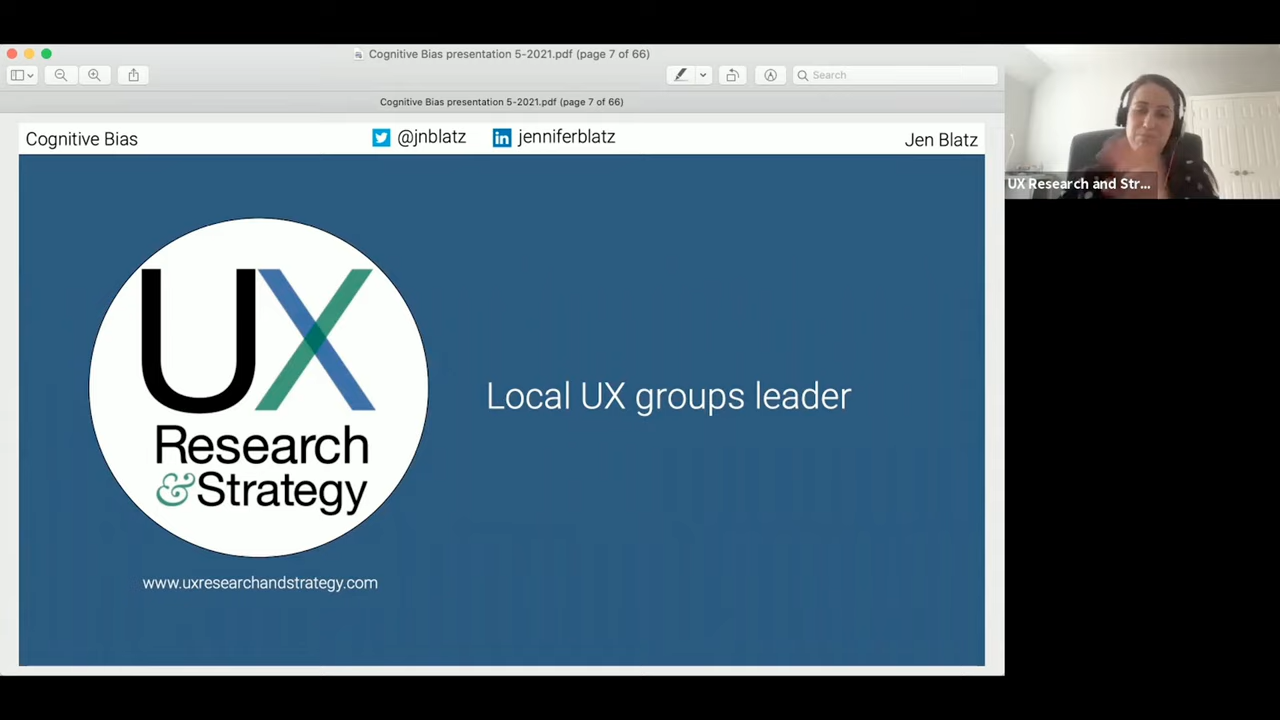 Cognitive Bias presentation 5-2021.pdf (page 7 of 66)
Search
Cognitive Bias presentation 5-2021.pdf (page 7 of 66)
Cognitive Bias
@jnblatz
jenniferblatz
Jen Blatz
UX Research and Str...
UX
Research
&Strategy
Local UX groups leader
www.uxresearchandstrategy.com